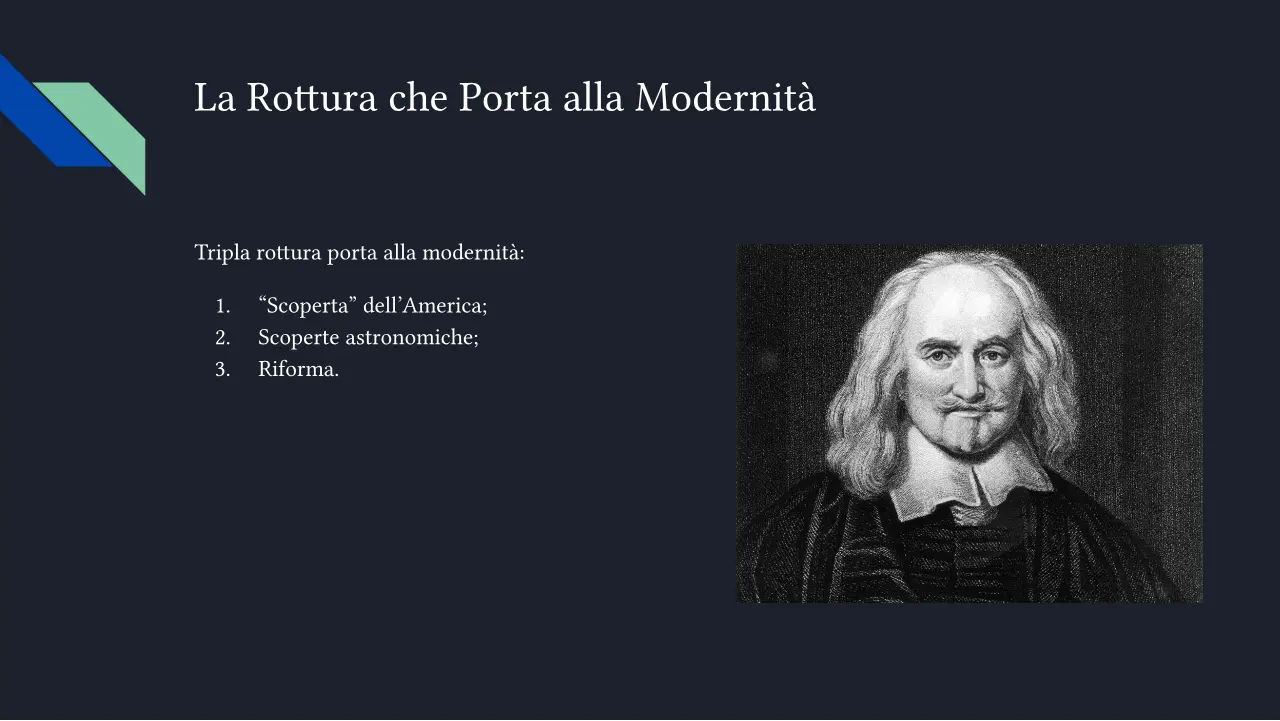 La Rottura che Porta alla Modernità
Tripla rottura porta alla modernità:
1. “Scoperta” dell’America;
2. Scoperte astronomiche;
3. Riforma.